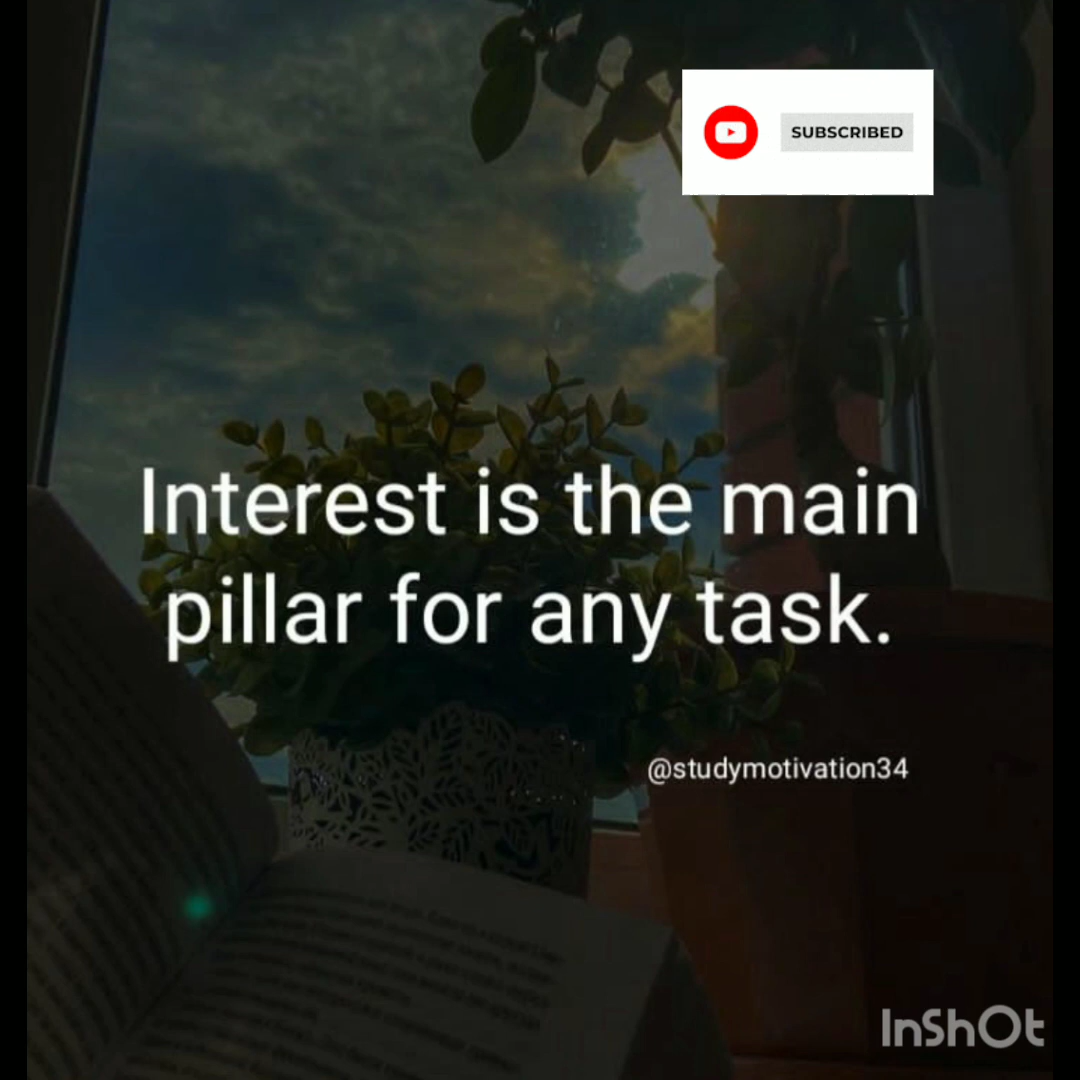 SUBSCRIBED
Interest is the main
pillar for any task.
@studymotivation34
InShOt